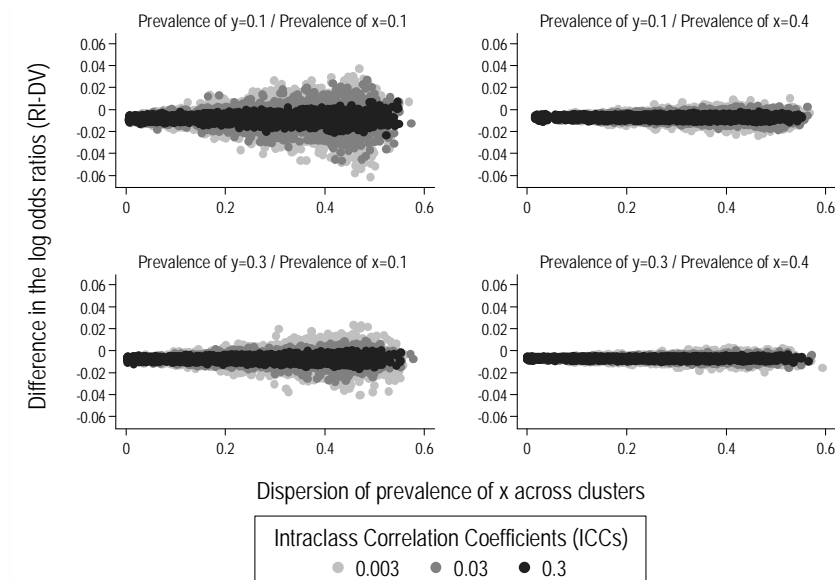 Difference in the log odds ratios (RI-DV)
Prevalence of y=0.1 / Prevalence of x=0.1
0.06
0.04
0.02
0
-0.02
-0.04
-0.06
0 0.2 0.4 0.6
Prevalence of y=0.1 / Prevalence of x=0.4
0.06
0.04
0.02
0
-0.02
-0.04
-0.06
0 0.2 0.4 0.6
Prevalence of y=0.3 / Prevalence of x=0.1
0.06
0.04
0.02
0
-0.02
-0.04
-0.06
0 0.2 0.4 0.6
Prevalence of y=0.3 / Prevalence of x=0.4
0.06
0.04
0.02
0
-0.02
-0.04
-0.06
0 0.2 0.4 0.6
Dispersion of prevalence of x across clusters
Intraclass Correlation Coefficients (ICCs)
0.003 0.03 0.3